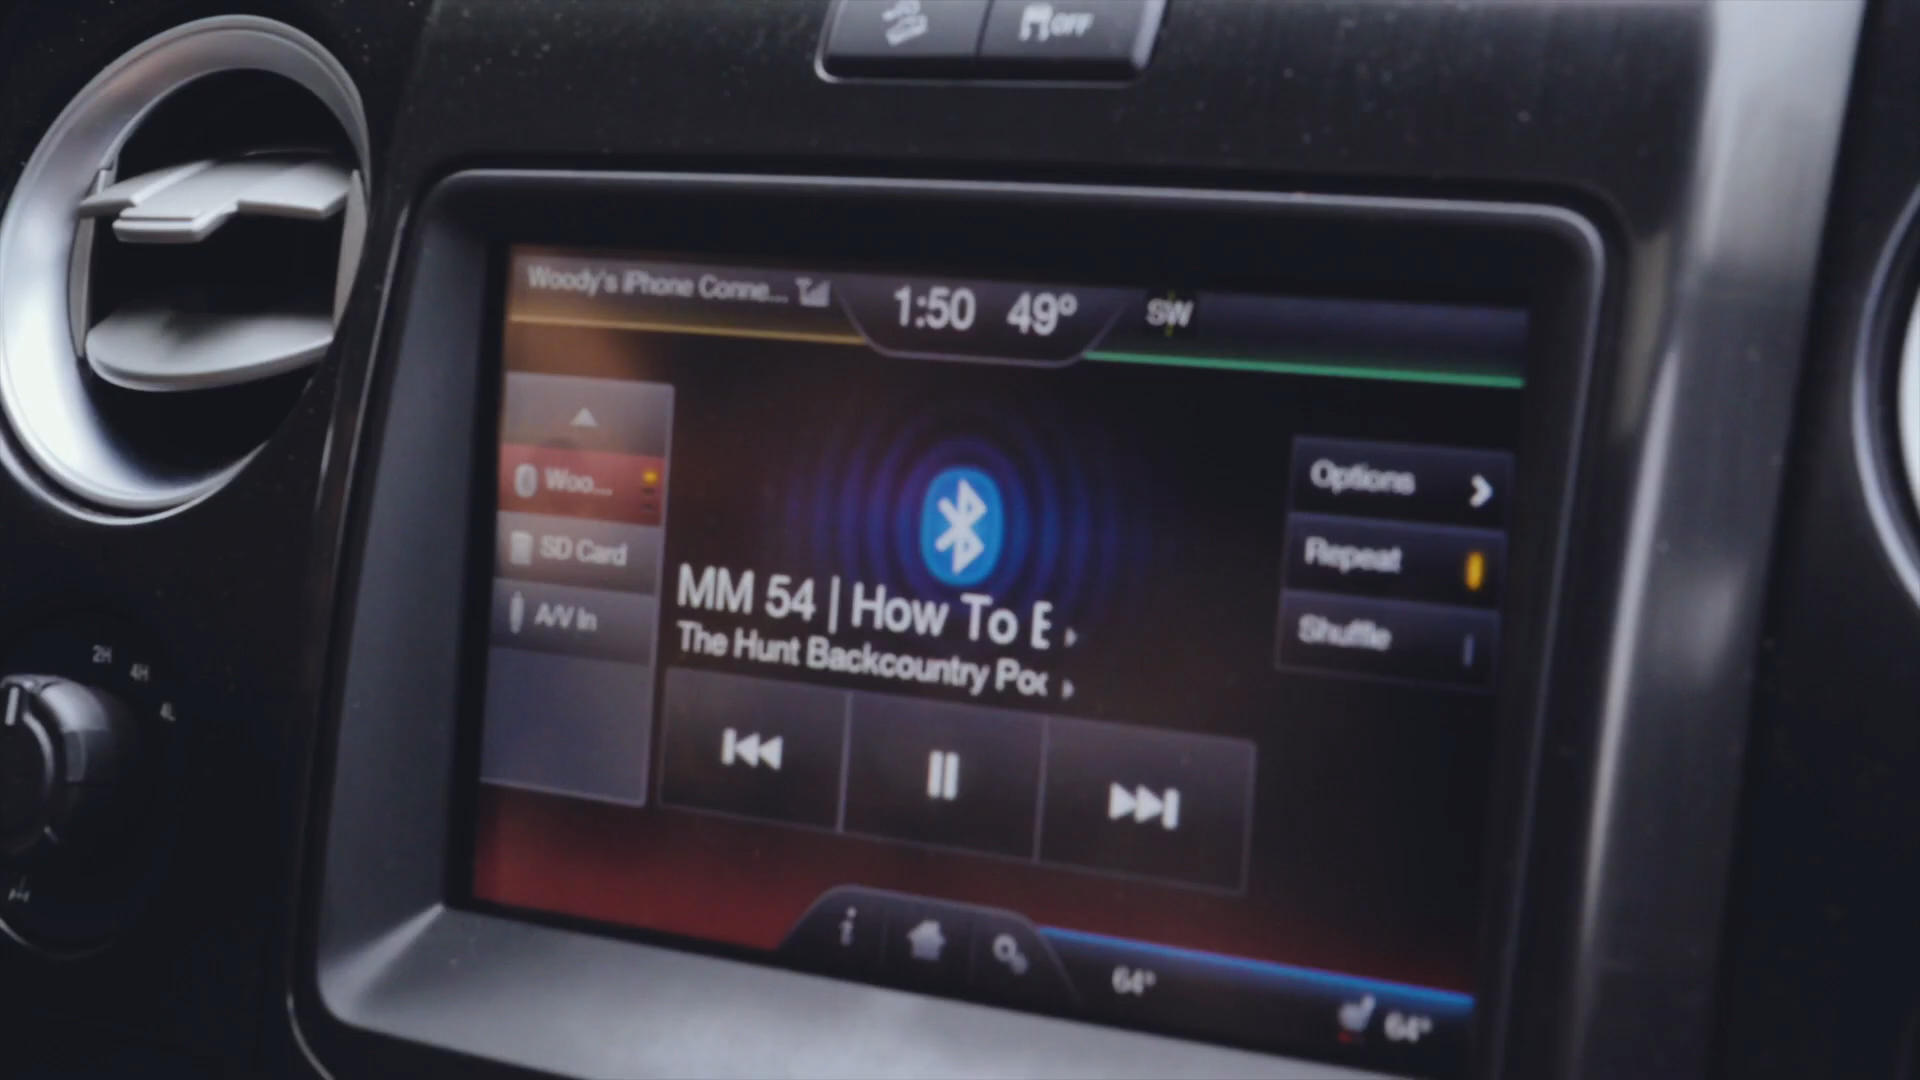 OFF
Woody's iPhone Conne...
1:50 49° SW
Woo...
SD Card
A/V In
MM 54 | How To E
The Hunt Backcountry Poc
Options
Repeat
Shuffle
2H
4H
4L
i
64°
64°